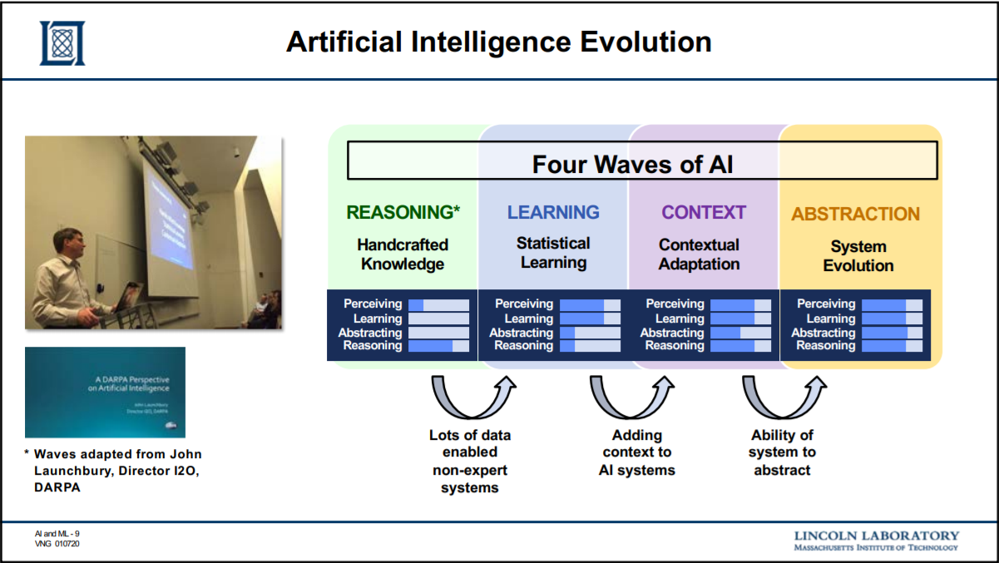 Artificial Intelligence Evolution
Four Waves of AI
REASONING*
Handcrafted
Knowledge
Perceiving
Learning
Abstracting
Reasoning
LEARNING
Statistical
Learning
Perceiving
Learning
Abstracting
Reasoning
CONTEXT
Contextual
Adaptation
Perceiving
Learning
Abstracting
Reasoning
ABSTRACTION
System
Evolution
Perceiving
Learning
Abstracting
Reasoning
Lots of data
enabled
non-expert
systems
Adding
context to
AI systems
Ability of
system to
abstract
A DARPA Perspective
on Artificial Intelligence
John Launchbury
Director I2O, DARPA
* Waves adapted from John
Launchbury, Director I2O,
DARPA
AI and ML - 9
VNG 010720
LINCOLN LABORATORY
MASSACHUSETTS INSTITUTE OF TECHNOLOGY